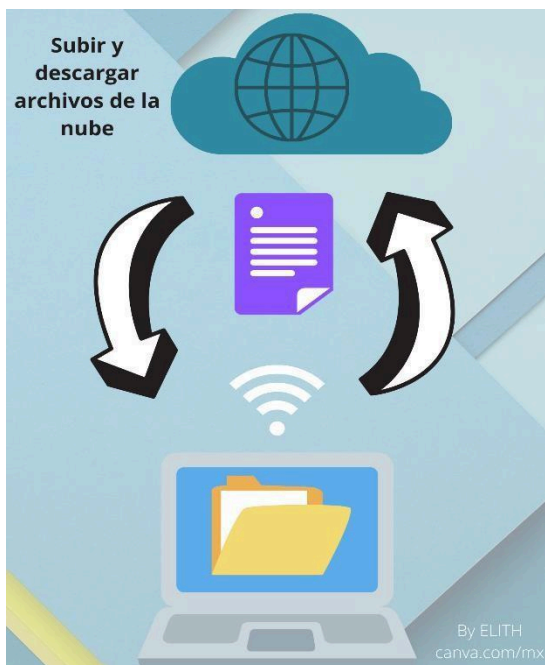 Subir y
descargar
archivos de la
nube
By ELITH
canva.com/mx